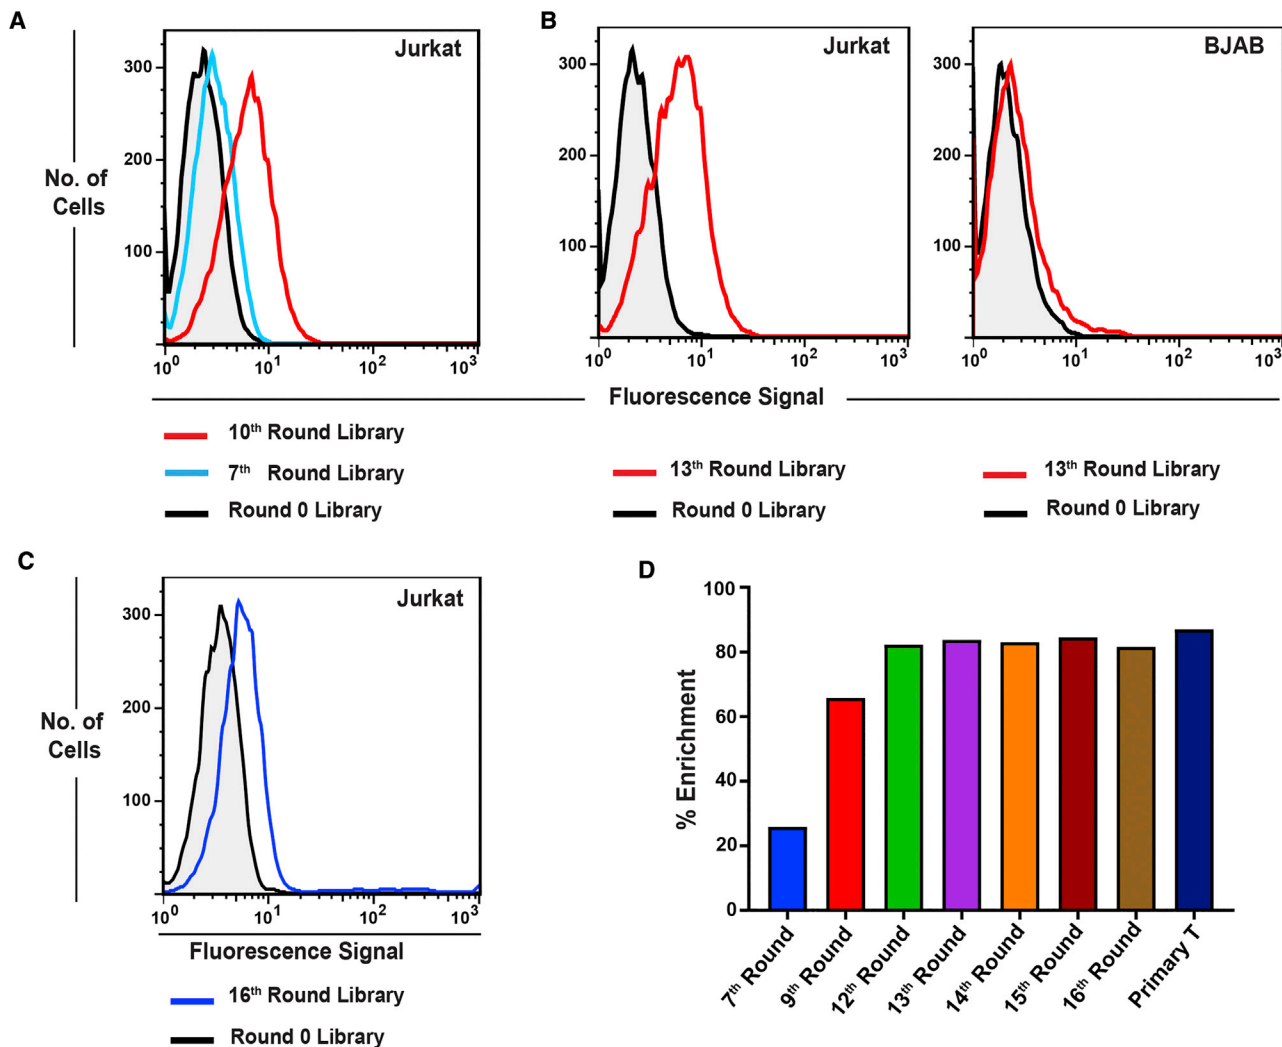 A
No. of
Cells
Jurkat
300
200
100
10⁰
10¹
10²
10³
B
Jurkat
300
200
100
10⁰
10¹
10²
10³
BJAB
300
200
100
10⁰
10¹
10²
10³
Fluorescence Signal
10th Round Library
7th Round Library
Round 0 Library
13th Round Library
Round 0 Library
13th Round Library
Round 0 Library
C
No. of
Cells
Jurkat
300
200
100
10⁰
10¹
10²
10³
Fluorescence Signal
16th Round Library
Round 0 Library
D
% Enrichment
100
80
60
40
20
0
7th Round
9th Round
12th Round
13th Round
14th Round
15th Round
16th Round
Primary T